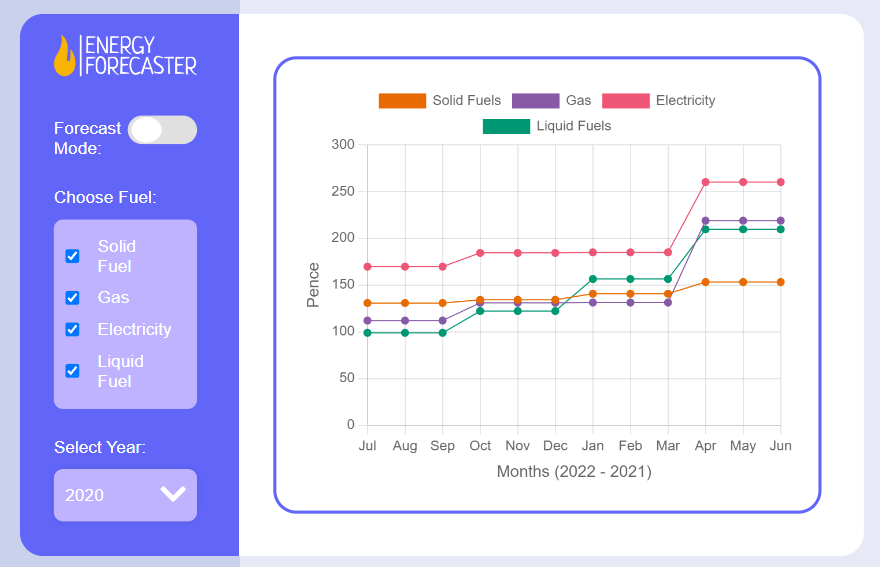 ENERGY
FORECASTER
Forecast
Mode:
Choose Fuel:
Solid
Fuel
Gas
Electricity
Liquid
Fuel
Select Year:
2020
Solid Fuels Gas Electricity
Liquid Fuels
300
250
200
150
100
50
0
Pence
Jul Aug Sep Oct Nov Dec Jan Feb Mar Apr May Jun
Months (2022 - 2021)